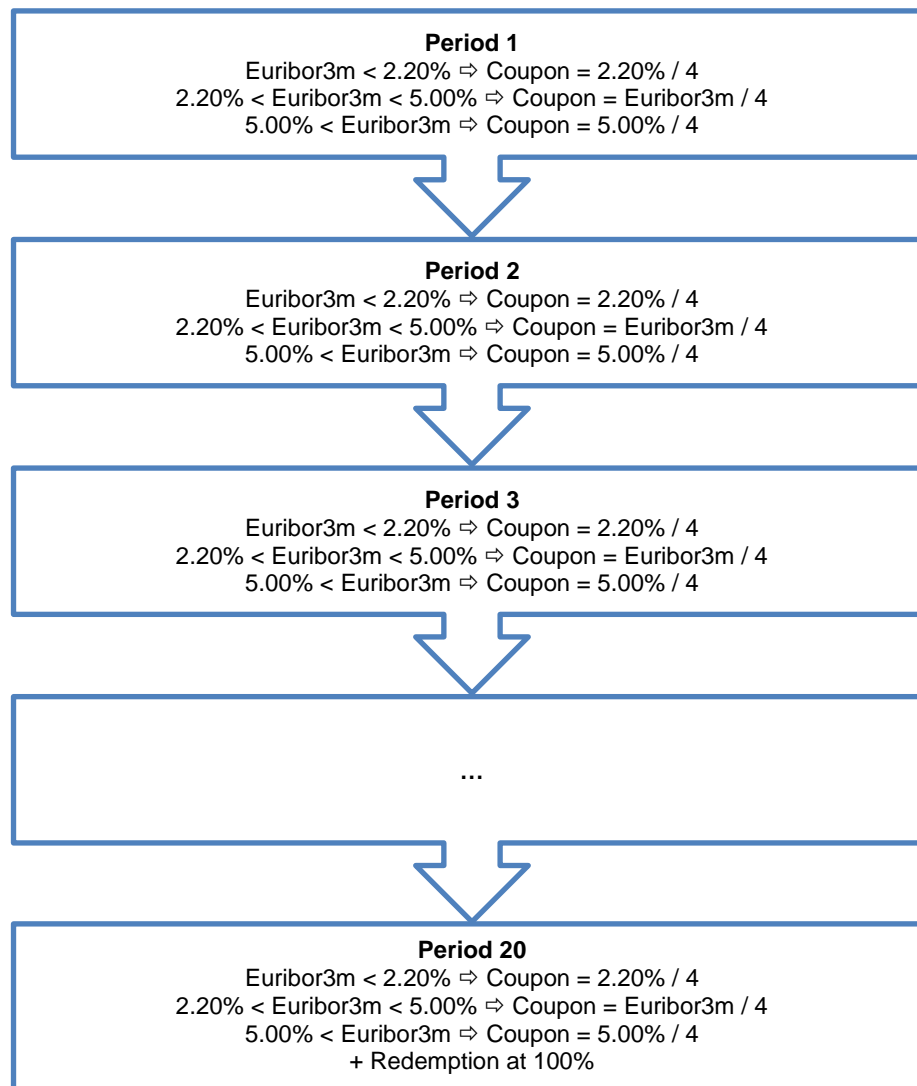 Period 1
Euribor3m < 2.20% ⇨ Coupon = 2.20% / 4
2.20% < Euribor3m < 5.00% ⇨ Coupon = Euribor3m / 4
5.00% < Euribor3m ⇨ Coupon = 5.00% / 4
Period 2
Euribor3m < 2.20% ⇨ Coupon = 2.20% / 4
2.20% < Euribor3m < 5.00% ⇨ Coupon = Euribor3m / 4
5.00% < Euribor3m ⇨ Coupon = 5.00% / 4
Period 3
Euribor3m < 2.20% ⇨ Coupon = 2.20% / 4
2.20% < Euribor3m < 5.00% ⇨ Coupon = Euribor3m / 4
5.00% < Euribor3m ⇨ Coupon = 5.00% / 4
...
Period 20
Euribor3m < 2.20% ⇨ Coupon = 2.20% / 4
2.20% < Euribor3m < 5.00% ⇨ Coupon = Euribor3m / 4
5.00% < Euribor3m ⇨ Coupon = 5.00% / 4
+ Redemption at 100%